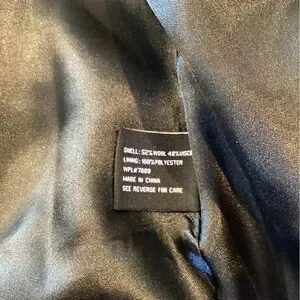 SHELL: 52%WOOL 48%VISCO
LINING: 100%POLYESTER
WPL#7889
MADE IN CHINA
SEE REVERSE FOR CARE